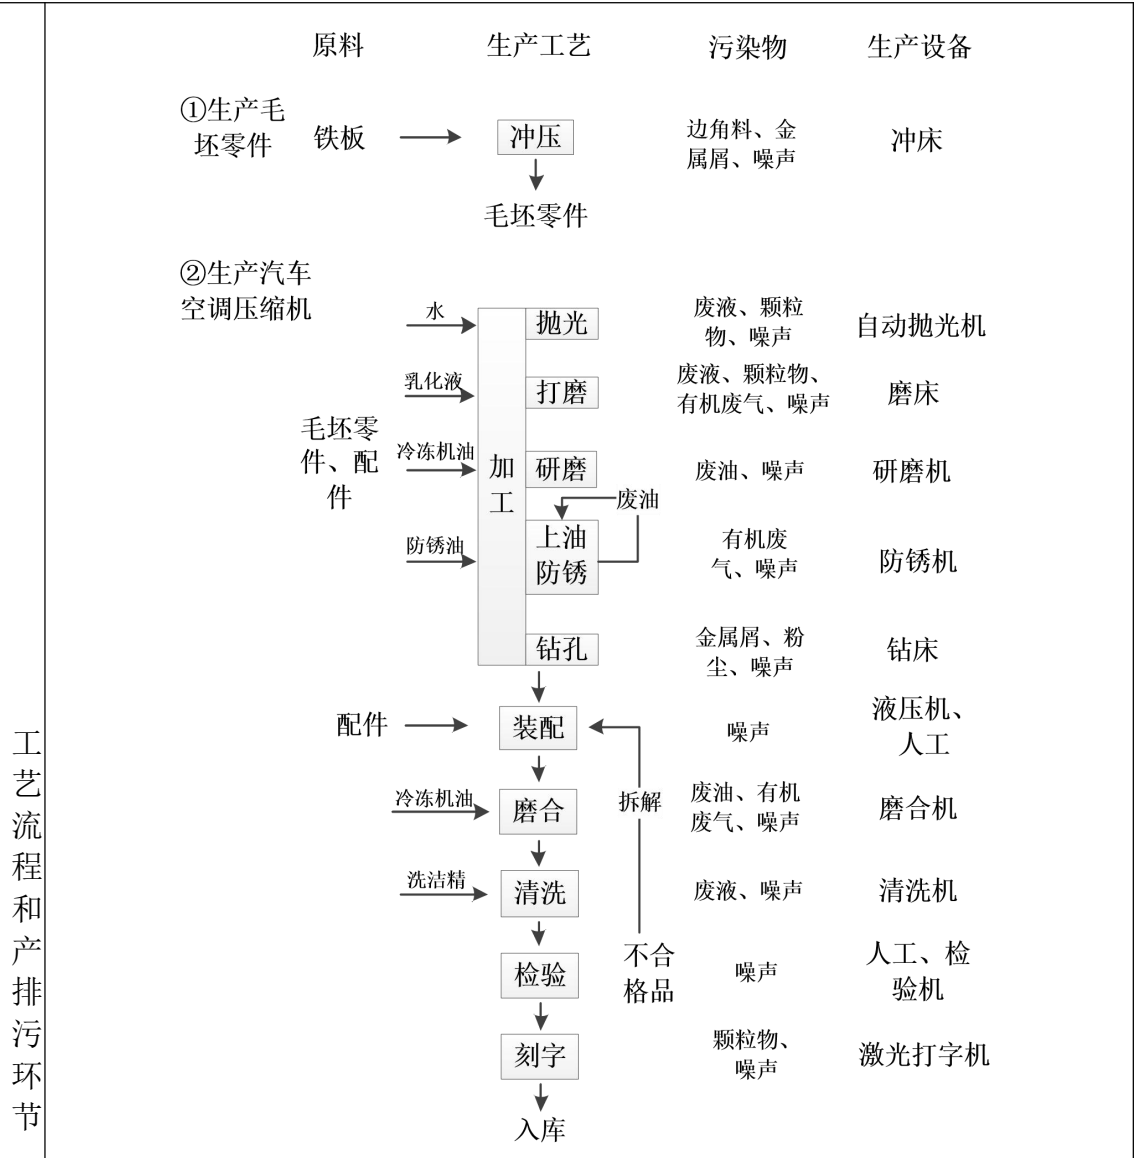 原料 生产工艺 污染物 生产设备
①生产毛
坯零件
铁板
冲压
边角料、金
属屑、噪声
冲床
毛坯零件
②生产汽车
空调压缩机
水
抛光
废液、颗粒
物、噪声
自动抛光机
乳化液
打磨
废液、颗粒物、
有机废气、噪声
磨床
毛坯零
件、配
件
冷冻机油
加
工
研磨
废油、噪声
研磨机
废油
防锈油
上油
防锈
有机废
气、噪声
防锈机
钻孔
金属屑、粉
尘、噪声
钻床
配件
装配
噪声
液压机、
人工
冷冻机油
磨合
拆解
废油、有机
废气、噪声
磨合机
洗洁精
清洗
废液、噪声
清洗机
检验
不合
格品
噪声
人工、检
验机
刻字
颗粒物、
噪声
激光打字机
入库
工
艺
流
程
和
产
排
污
环
节